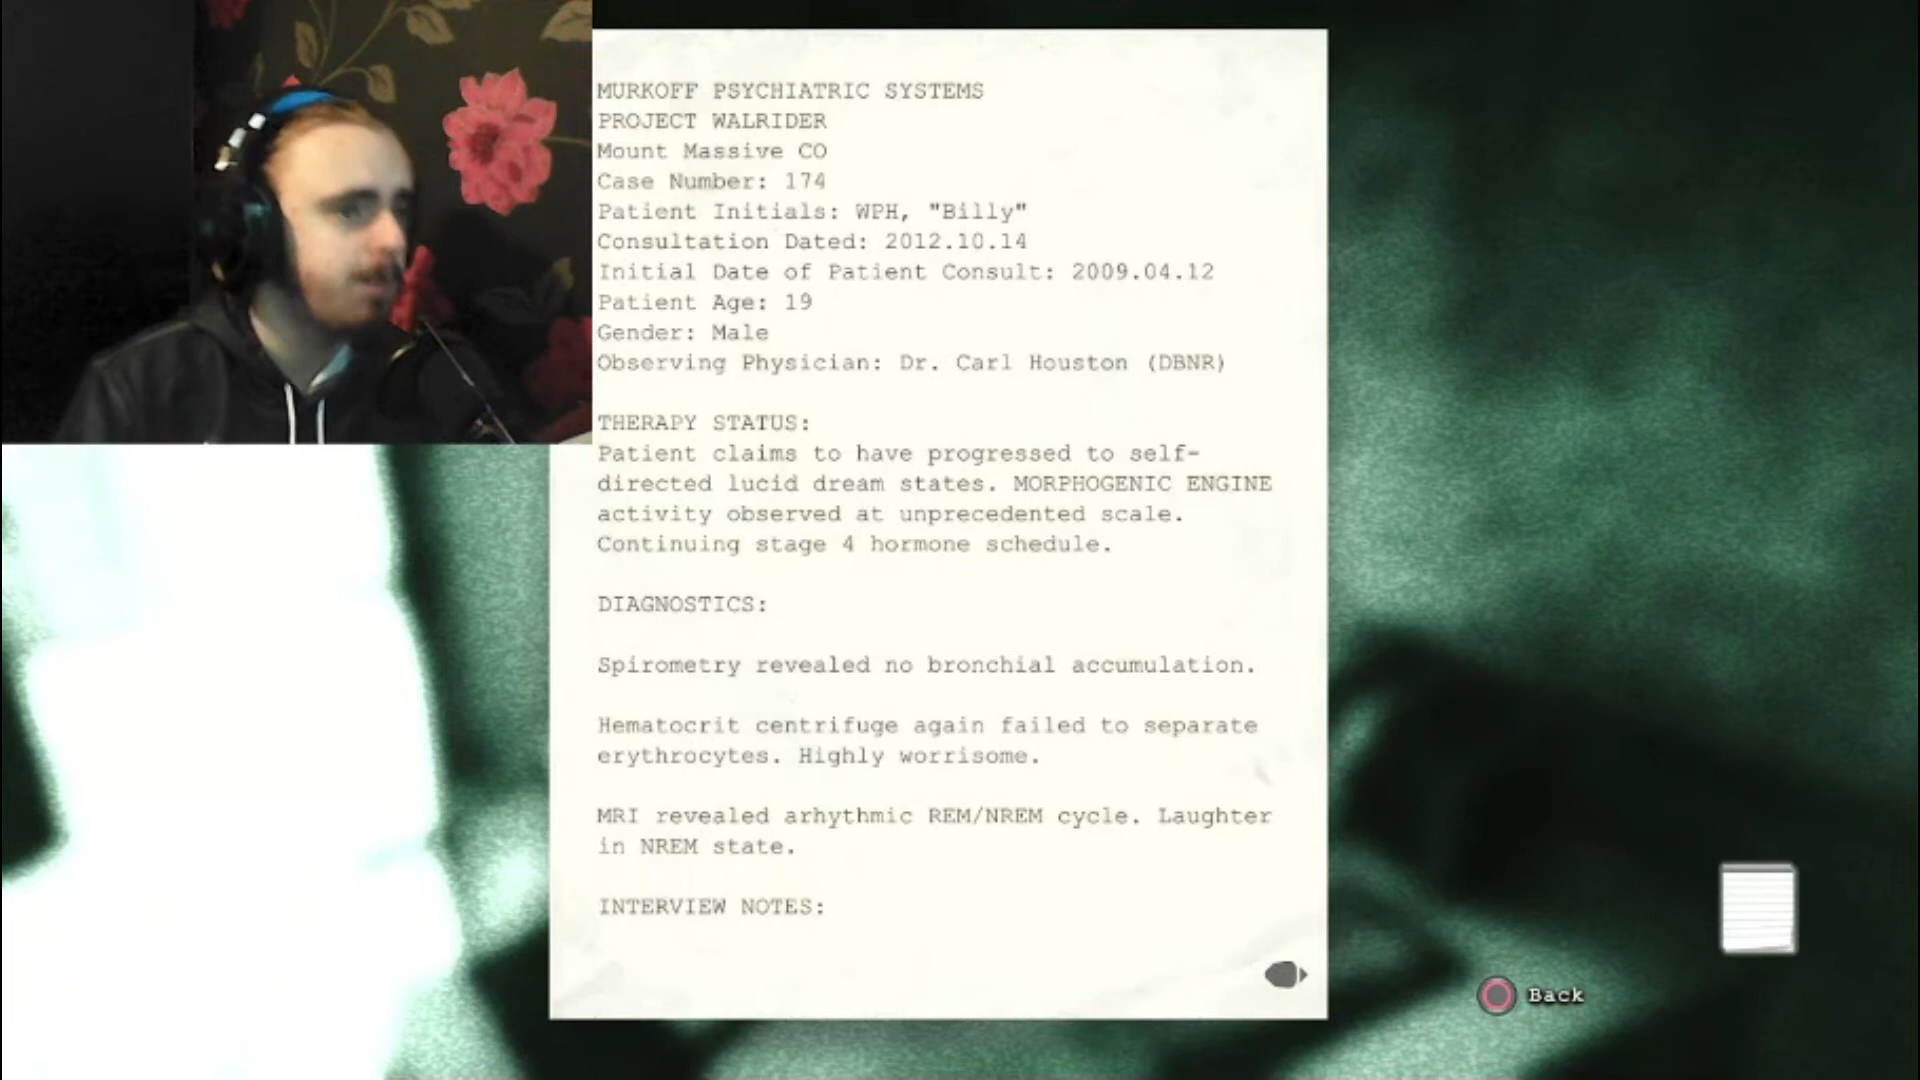 MURKOFF PSYCHIATRIC SYSTEMS
PROJECT WALRIDER
Mount Massive CO
Case Number: 174
Patient Initials: WPH, "Billy"
Consultation Dated: 2012.10.14
Initial Date of Patient Consult: 2009.04.12
Patient Age: 19
Gender: Male
Observing Physician: Dr. Carl Houston (DBNR)
THERAPY STATUS:
Patient claims to have progressed to self-
directed lucid dream states. MORPHOGENIC ENGINE
activity observed at unprecedented scale.
Continuing stage 4 hormone schedule.
DIAGNOSTICS:
Spirometry revealed no bronchial accumulation.
Hematocrit centrifuge again failed to separate
erythrocytes. Highly worrisome.
MRI revealed arhythmic REM/NREM cycle. Laughter
in NREM state.
INTERVIEW NOTES:
Back